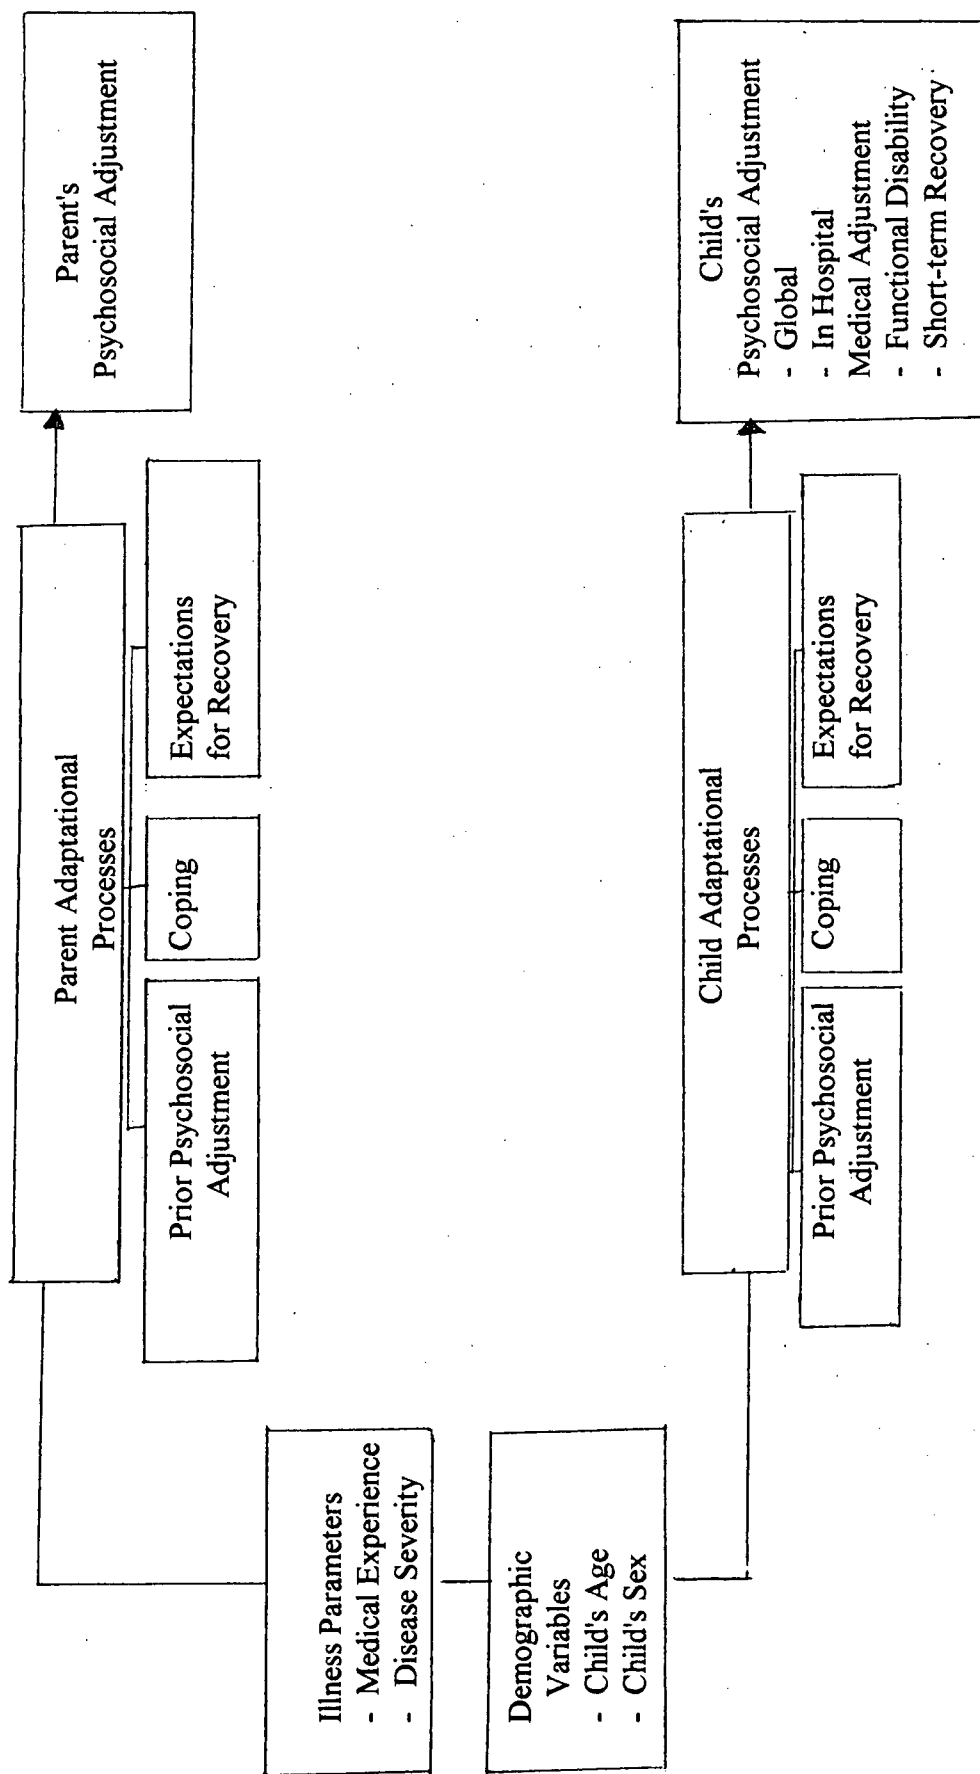 Parent Adaptational
Processes
Prior Psychosocial
Adjustment
Coping
Expectations
for Recovery
Parent's
Psychosocial Adjustment
Illness Parameters
- Medical Experience
- Disease Severity
Demographic
Variables
- Child's Age
- Child's Sex
Child Adaptational
Processes
Prior Psychosocial
Adjustment
Coping
Expectations
for Recovery
Child's
Psychosocial Adjustment
- Global
- In Hospital
Medical Adjustment
- Functional Disability
- Short-term Recovery